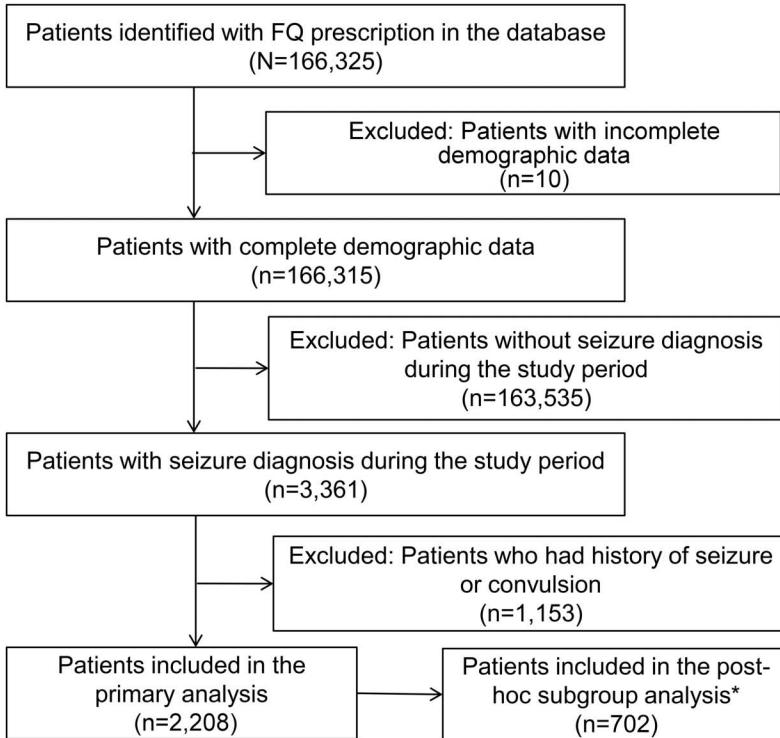 Patients identified with FQ prescription in the database
(N=166,325)
Excluded: Patients with incomplete
demographic data
(n=10)
Patients with complete demographic data
(n=166,315)
Excluded: Patients without seizure diagnosis
during the study period
(n=163,535)
Patients with seizure diagnosis during the study period
(n=3,361)
Excluded: Patients who had history of seizure
or convulsion
(n=1,153)
Patients included in the
primary analysis
(n=2,208)
Patients included in the post-
hoc subgroup analysis*
(n=702)